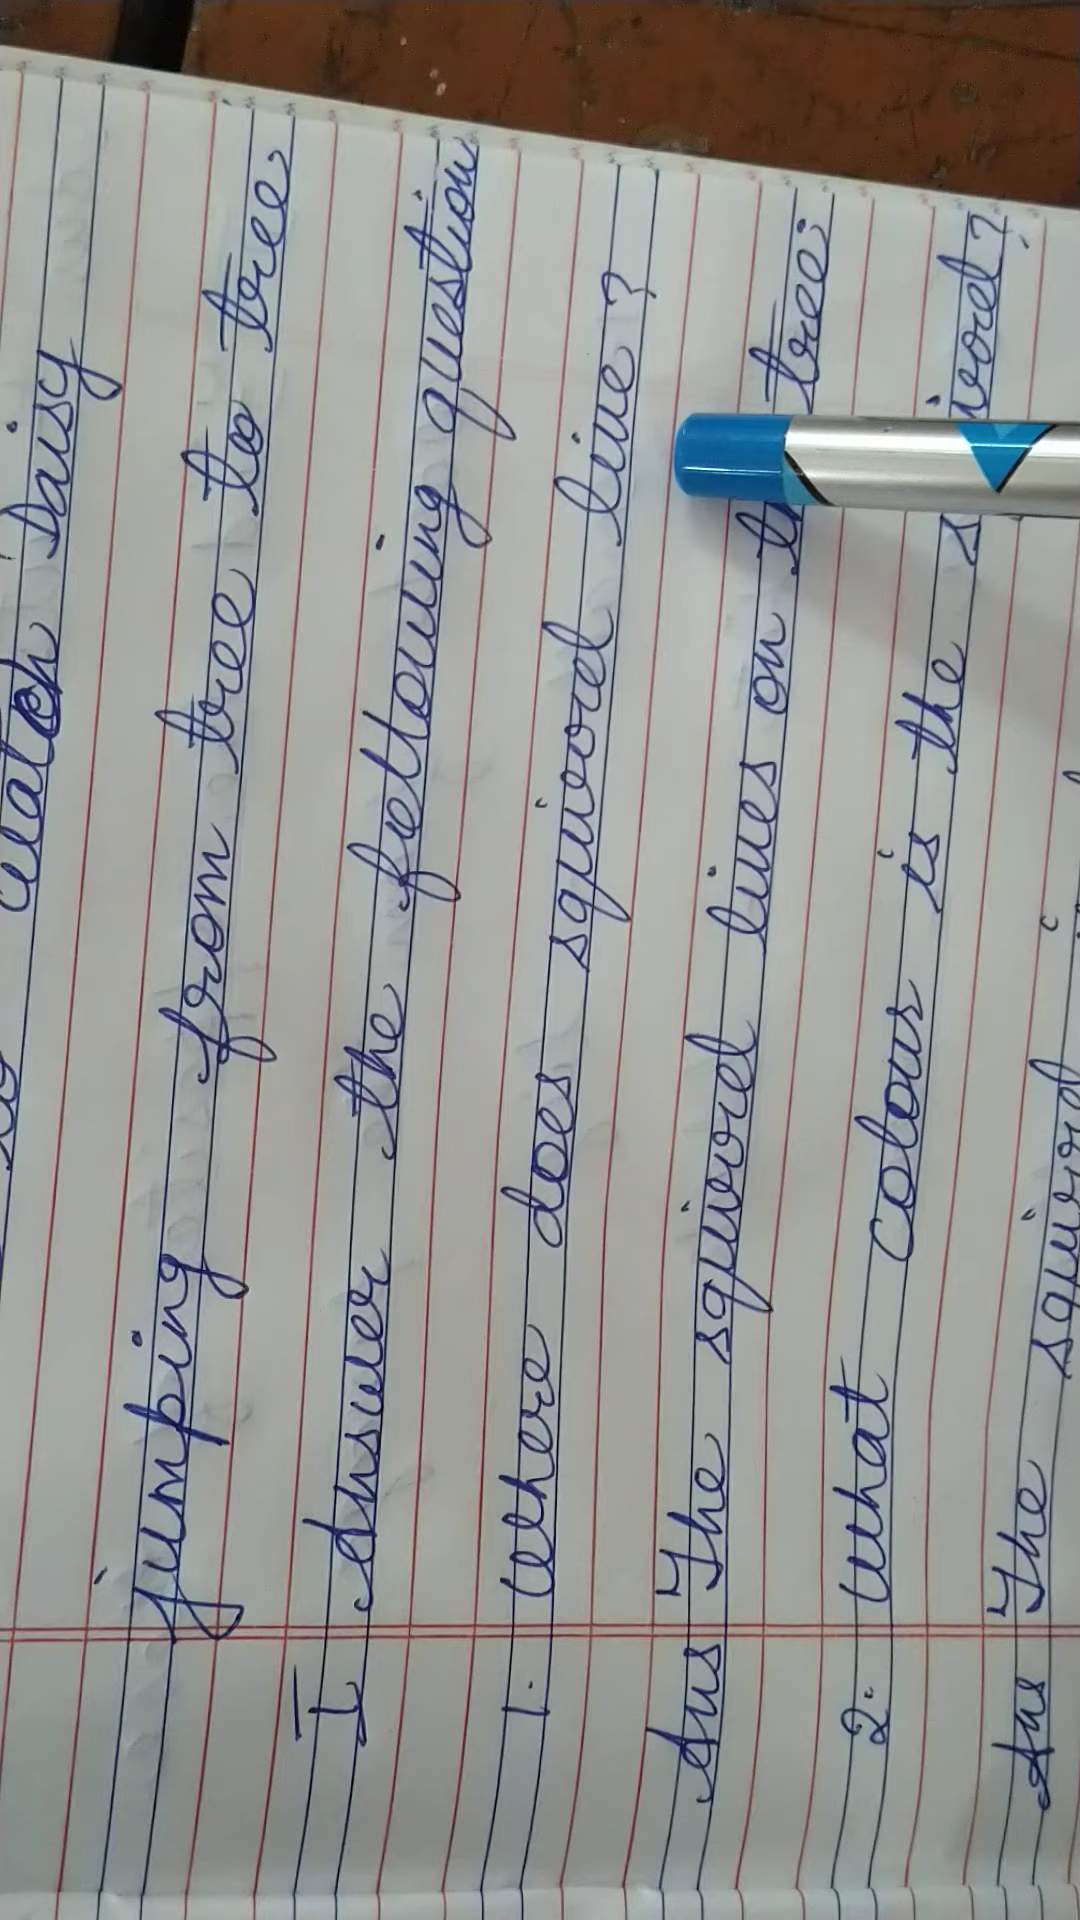 watch Daisy
jumping from tree to tree
I Answer the following question
1. Where does squirrel live?
Ans The squirrel lives on tree.
2. What colour is the ?
Ans The squirrel